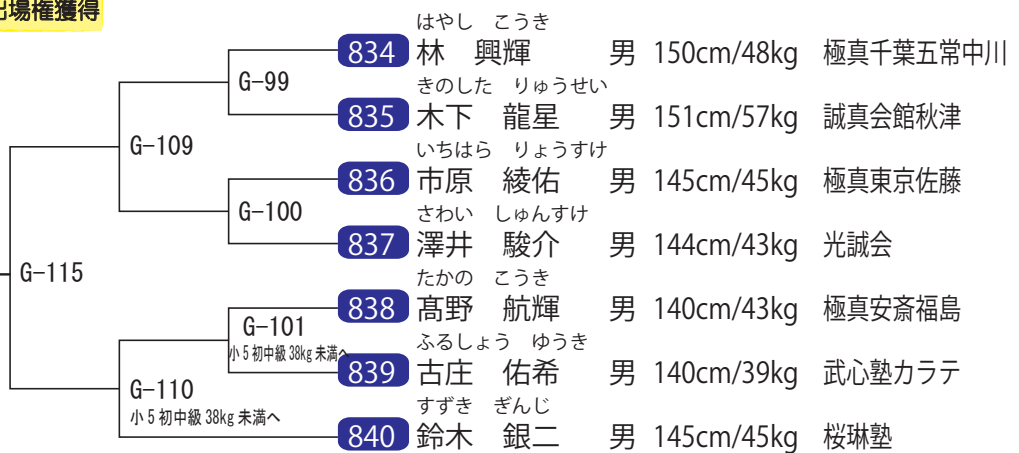 出場権獲得
はやし こうき
834 林 興輝 男 150cm/48kg 極真千葉五常中川
G-99
きのした りゅうせい
835 木下 龍星 男 151cm/57kg 誠真会館秋津
G-109
いちはら りょうすけ
836 市原 綾佑 男 145cm/45kg 極真東京佐藤
G-100
さわい しゅんすけ
837 澤井 駿介 男 144cm/43kg 光誠会
G-115
たかの こうき
838 髙野 航輝 男 140cm/43kg 極真安斎福島
G-101
小5初中級38kg未満へ
ふるしょう ゆうき
839 古庄 佑希 男 140cm/39kg 武心塾カラテ
G-110
小5初中級38kg未満へ
すずき ぎんじ
840 鈴木 銀二 男 145cm/45kg 桜琳塾